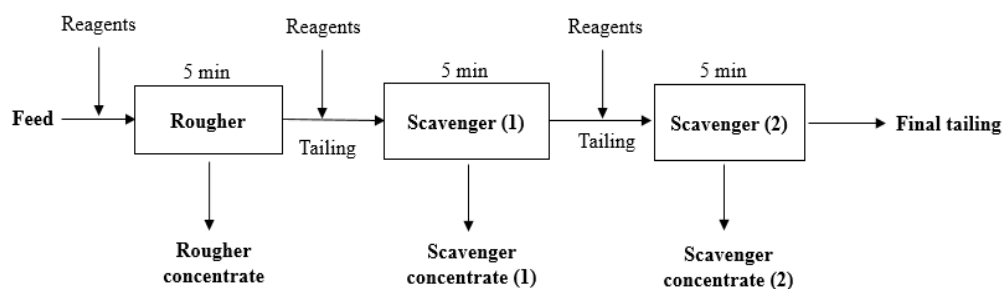 Reagents
Reagents
Reagents
5 min
5 min
5 min
Feed
Rougher
Scavenger (1)
Scavenger (2)
Final tailing
Tailing
Tailing
Rougher
concentrate
Scavenger
concentrate (1)
Scavenger
concentrate (2)